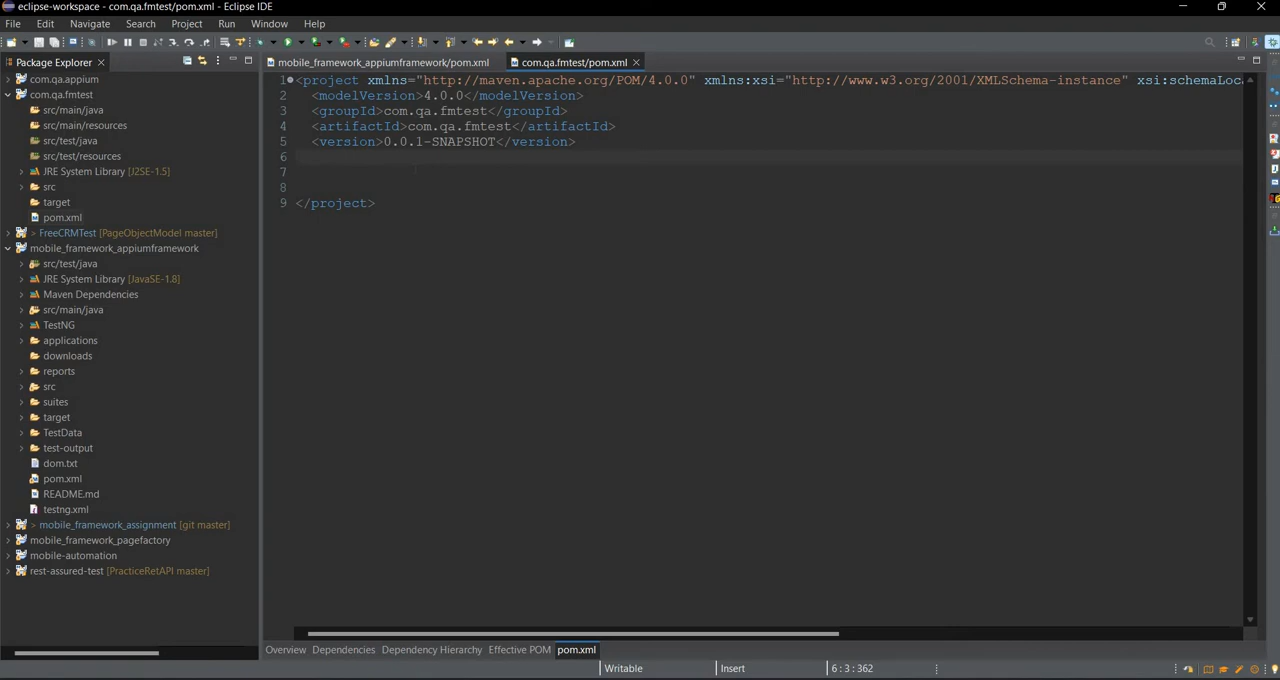 eclipse-workspace - com.qa.fmtest/pom.xml - Eclipse IDE
File Edit Navigate Search Project Run Window Help
Package Explorer
com.qa.appium
com.qa.fmtest
src/main/java
src/main/resources
src/test/java
src/test/resources
JRE System Library [J2SE-1.5]
src
target
pom.xml
> FreeCRMTest [PageObjectModel master]
mobile_framework_appiumframework
src/test/java
JRE System Library [JavaSE-1.8]
Maven Dependencies
src/main/java
TestNG
applications
downloads
reports
src
suites
target
TestData
test-output
dom.txt
pom.xml
README.md
testng.xml
> mobile_framework_assignment [git master]
mobile_framework_pagefactory
mobile-automation
rest-assured-test [PracticeRetAPI master]
mobile_framework_appiumframework/pom.xml com.qa.fmtest/pom.xml
1 <project xmlns="http://maven.apache.org/POM/4.0.0" xmlns:xsi="http://www.w3.org/2001/XMLSchema-instance" xsi:schemaLoc
2 <modelVersion>4.0.0</modelVersion>
3 <groupId>com.qa.fmtest</groupId>
4 <artifactId>com.qa.fmtest</artifactId>
5 <version>0.0.1-SNAPSHOT</version>
6
7
8
9 </project>
Overview Dependencies Dependency Hierarchy Effective POM pom.xml
Writable Insert 6 : 3 : 362